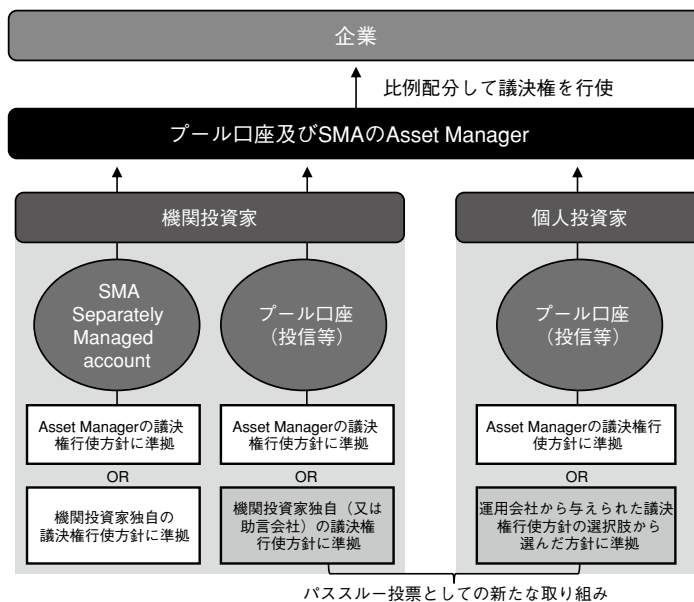 企業
比例配分して議決権を行使
プール口座及びSMAのAsset Manager
機関投資家
個人投資家
SMA
Separately
Managed
account
プール口座
（投信等）
プール口座
（投信等）
Asset Managerの議決
権行使方針に準拠
Asset Managerの議決
権行使方針に準拠
Asset Managerの議決権行
使方針に準拠
OR
OR
OR
機関投資家独自の
議決権行使方針に準拠
機関投資家独自（又は
助言会社）の議決権
行使方針に準拠
運用会社から与えられた議決
権行使方針の選択肢から
選んだ方針に準拠
パススルー投票としての新たな取り組み